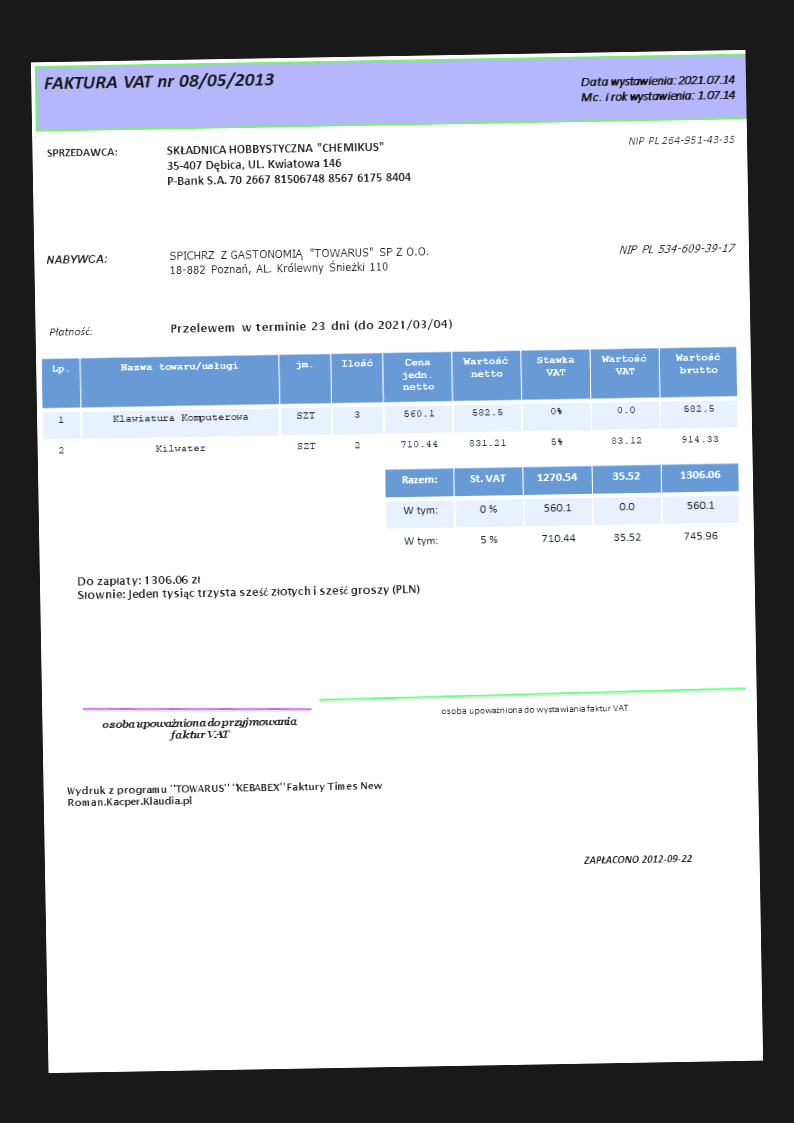 FAKTURA VAT nr 08/05/2013
Data wystawienia: 2021.07.14
Mc. i rok wystawienia: 1.07.14
SPRZEDAWCA:
SKŁADNICA HOBBYSTYCZNA "CHEMIKUS"
35-407 Dębica, UL. Kwiatowa 146
P-Bank S.A. 70 2667 81506748 8567 6175 8404
NIP PL 264-951-43-35
NABYWCA:
SPICHRZ Z GASTONOMIĄ "TOWARUS" SP Z O.O.
18-882 Poznań, AL. Królewny Śnieżki 110
NIP PL 534-609-39-17
Płatność: Przelewem w terminie 23 dni (do 2021/03/04)
Lp. Nazwa towaru/usługi jm. Ilość Cena jedn. netto Wartość netto Stawka VAT Wartość VAT Wartość brutto
1 Klawiatura Komputerowa SZT 3 560.1 582.5 0% 0.0 582.5
2 Kilwater SZT 2 710.44 831.21 5% 83.12 914.33
Razem: St. VAT 1270.54 35.52 1306.06
W tym: 0 % 560.1 0.0 560.1
W tym: 5 % 710.44 35.52 745.96
Do zapłaty: 1306.06 zł
Słownie: Jeden tysiąc trzysta sześć złotych i sześć groszy (PLN)
osoba upoważniona do przyjmowania
faktur VAT
osoba upoważniona do wystawiania faktur VAT
Wydruk z programu "TOWARUS" "KEBABEX" Faktury Times New
Roman.Kacper.Klaudia.pl
ZAPŁACONO 2012-09-22